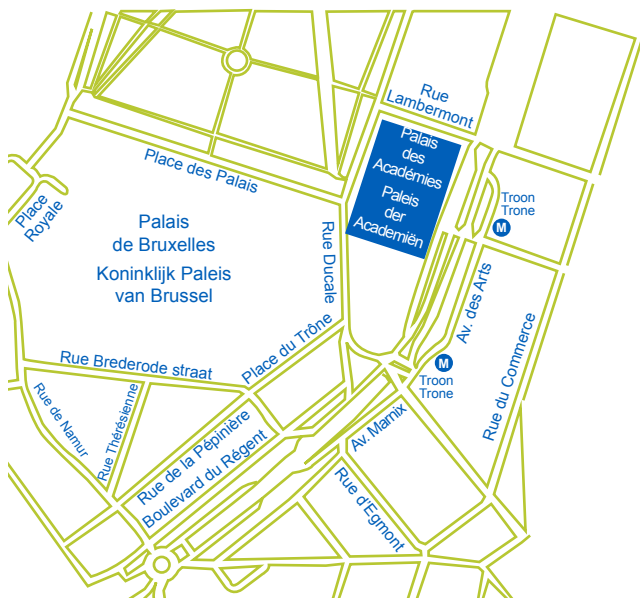 Rue
Lambermont
Palais
des
Académies
Paleis
der
Academiën
Place des Palais
Troon
Trone
M
Place
Royale
Palais
de Bruxelles
Koninklijk Paleis
van Brussel
Rue Ducale
Av. des Arts
Rue du Commerce
Place du Trône
M
Troon
Trone
Rue Brederode straat
Rue de Namur
Rue Thérésienne
Rue de la Pépinière
Boulevard du Régent
Av. Marnix
Rue d'Egmont